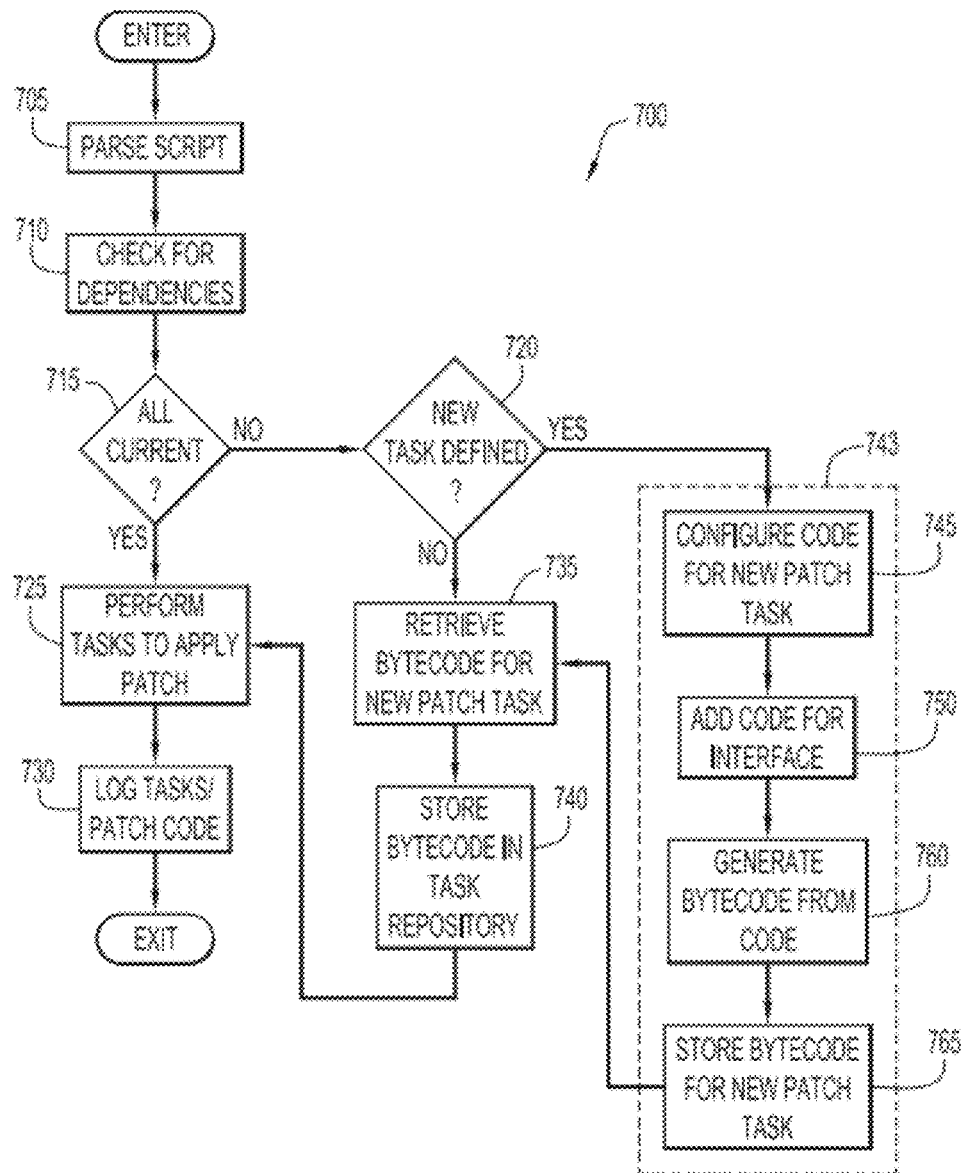 ENTER
705
PARSE SCRIPT
700
710
CHECK FOR
DEPENDENCIES
715
ALL
CURRENT
?
NO
YES
720
NEW
TASK DEFINED
?
YES
NO
743
725
PERFORM
TASKS TO APPLY
PATCH
735
RETRIEVE
BYTECODE FOR
NEW PATCH TASK
745
CONFIGURE CODE
FOR NEW PATCH
TASK
730
LOG TASKS/
PATCH CODE
EXIT
740
STORE
BYTECODE IN
TASK
REPOSITORY
750
ADD CODE FOR
INTERFACE
760
GENERATE
BYTECODE FROM
CODE
765
STORE BYTECODE
FOR NEW PATCH
TASK